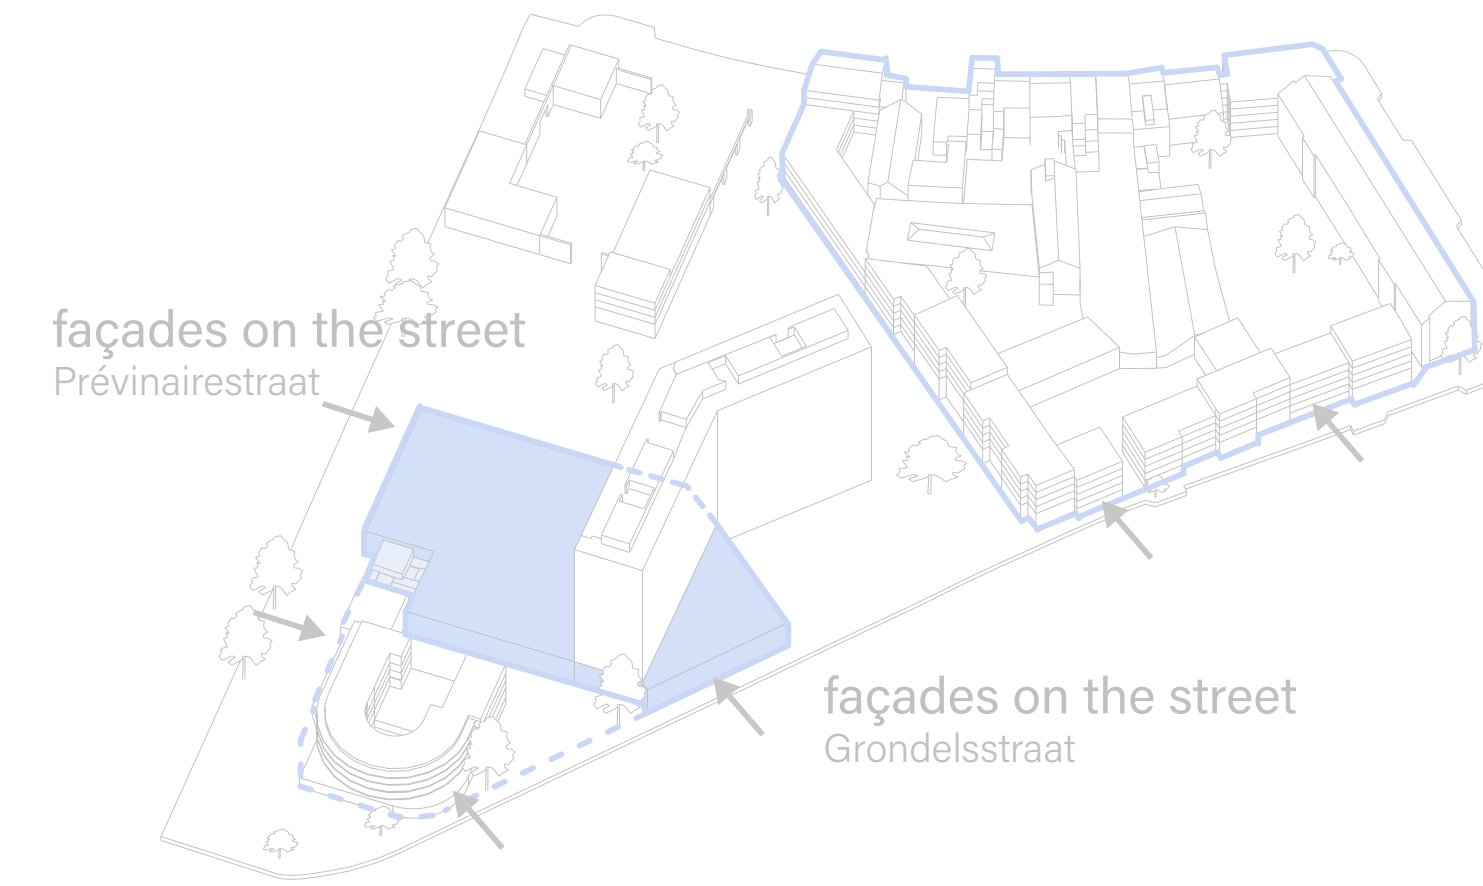 façades on the street
Prévinairestraat
façades on the street
Grondelsstraat